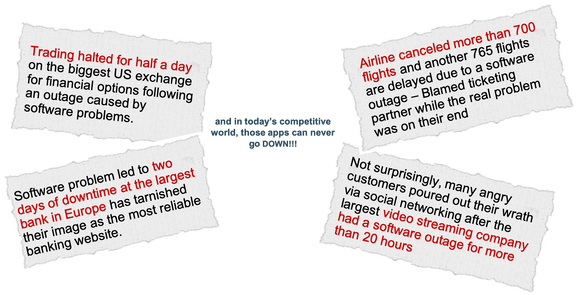 Trading halted for half a day
on the biggest US exchange
for financial options following
an outage caused by
software problems.
Airline canceled more than 700
flights and another 765 flights
are delayed due to a software
outage – Blamed ticketing
partner while the real problem
was on their end
and in today's competitive
world, those apps can never
go DOWN!!!
Software problem led to two
days of downtime at the largest
bank in Europe has tarnished
their image as the most reliable
banking website.
Not surprisingly, many angry
customers poured out their wrath
via social networking after the
largest video streaming company
had a software outage for more
than 20 hours